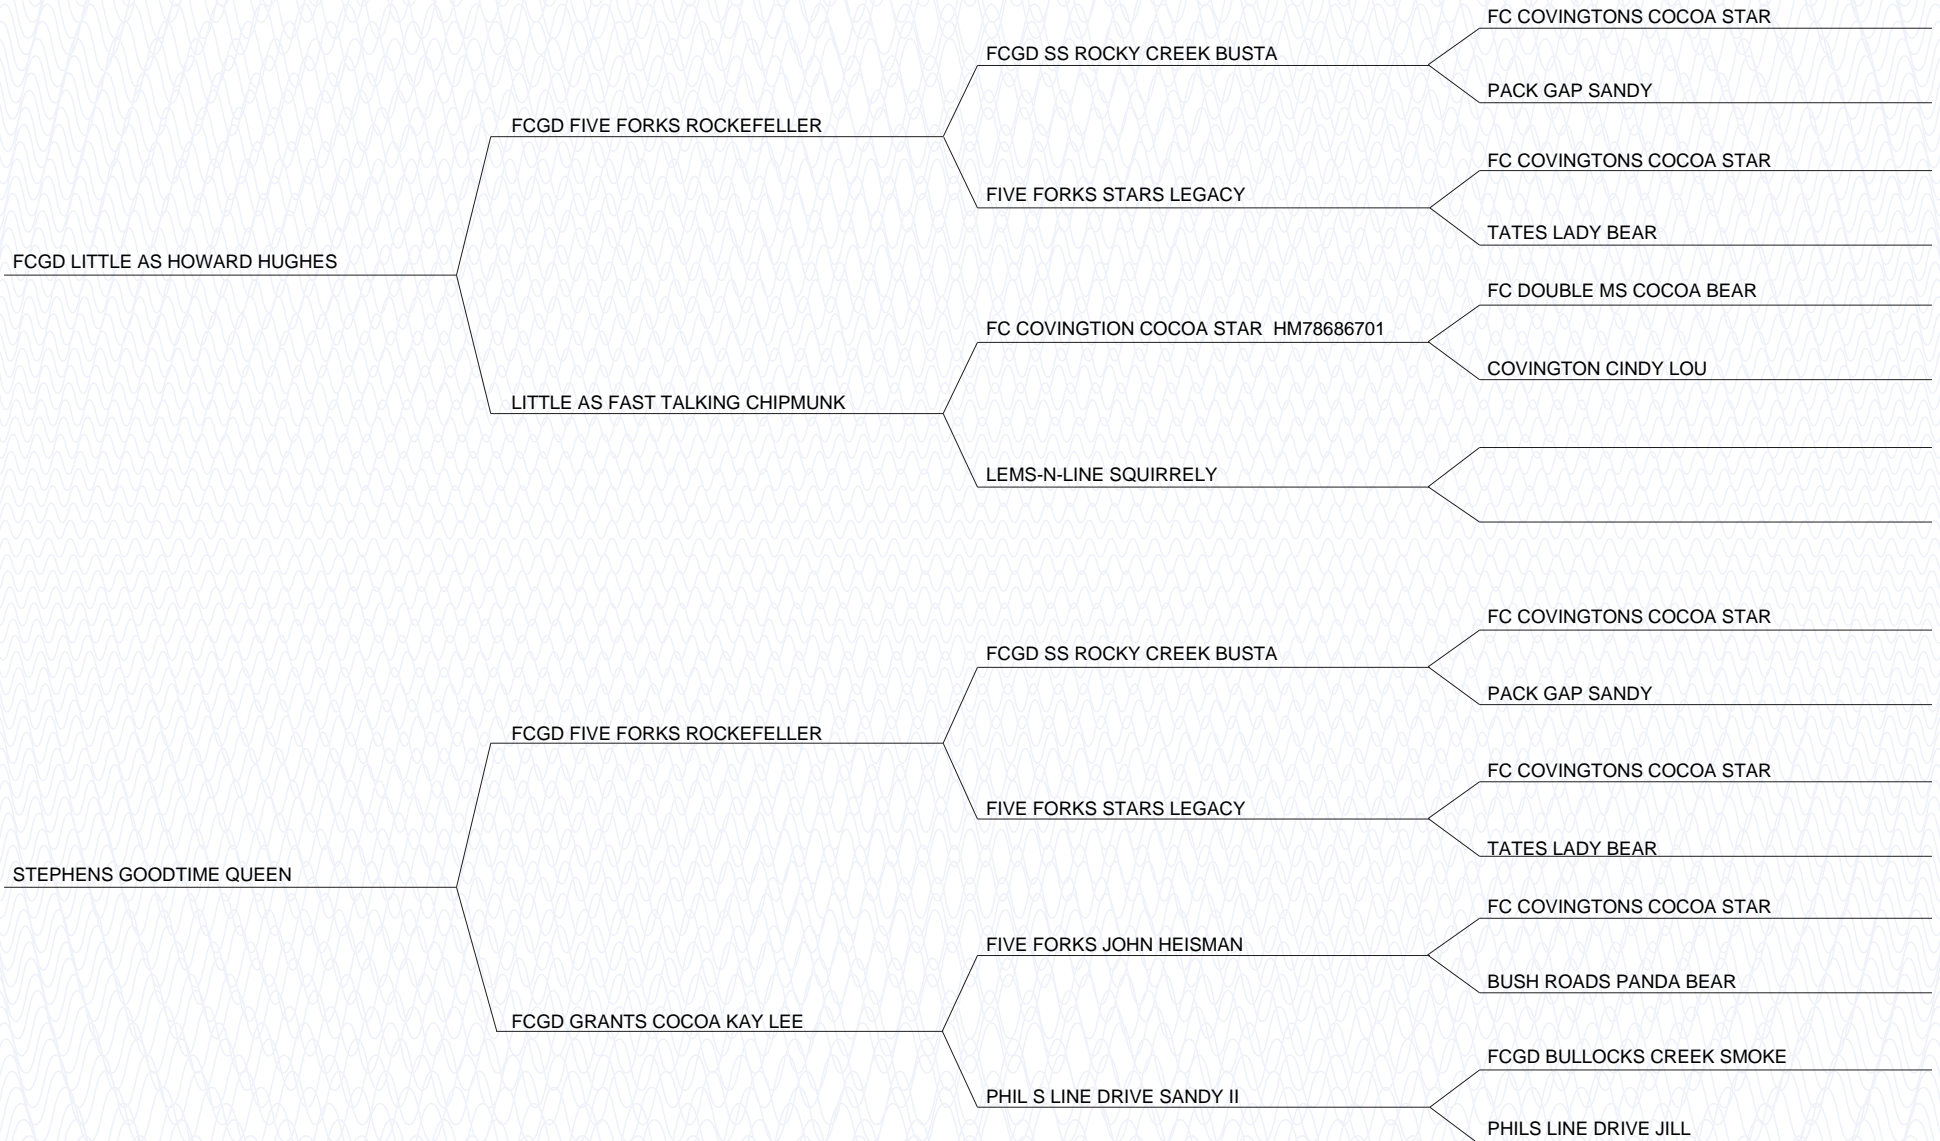 FC COVINGTONS COCOA STAR
FCGD SS ROCKY CREEK BUSTA
PACK GAP SANDY
FCGD FIVE FORKS ROCKEFELLER
FC COVINGTONS COCOA STAR
FIVE FORKS STARS LEGACY
TATES LADY BEAR
FCGD LITTLE AS HOWARD HUGHES
FC DOUBLE MS COCOA BEAR
FC COVINGTION COCOA STAR  HM78686701
COVINGTON CINDY LOU
LITTLE AS FAST TALKING CHIPMUNK
LEMS-N-LINE SQUIRRELY
FC COVINGTONS COCOA STAR
FCGD SS ROCKY CREEK BUSTA
PACK GAP SANDY
FCGD FIVE FORKS ROCKEFELLER
FC COVINGTONS COCOA STAR
FIVE FORKS STARS LEGACY
TATES LADY BEAR
STEPHENS GOODTIME QUEEN
FC COVINGTONS COCOA STAR
FIVE FORKS JOHN HEISMAN
BUSH ROADS PANDA BEAR
FCGD GRANTS COCOA KAY LEE
FCGD BULLOCKS CREEK SMOKE
PHIL S LINE DRIVE SANDY II
PHILS LINE DRIVE JILL